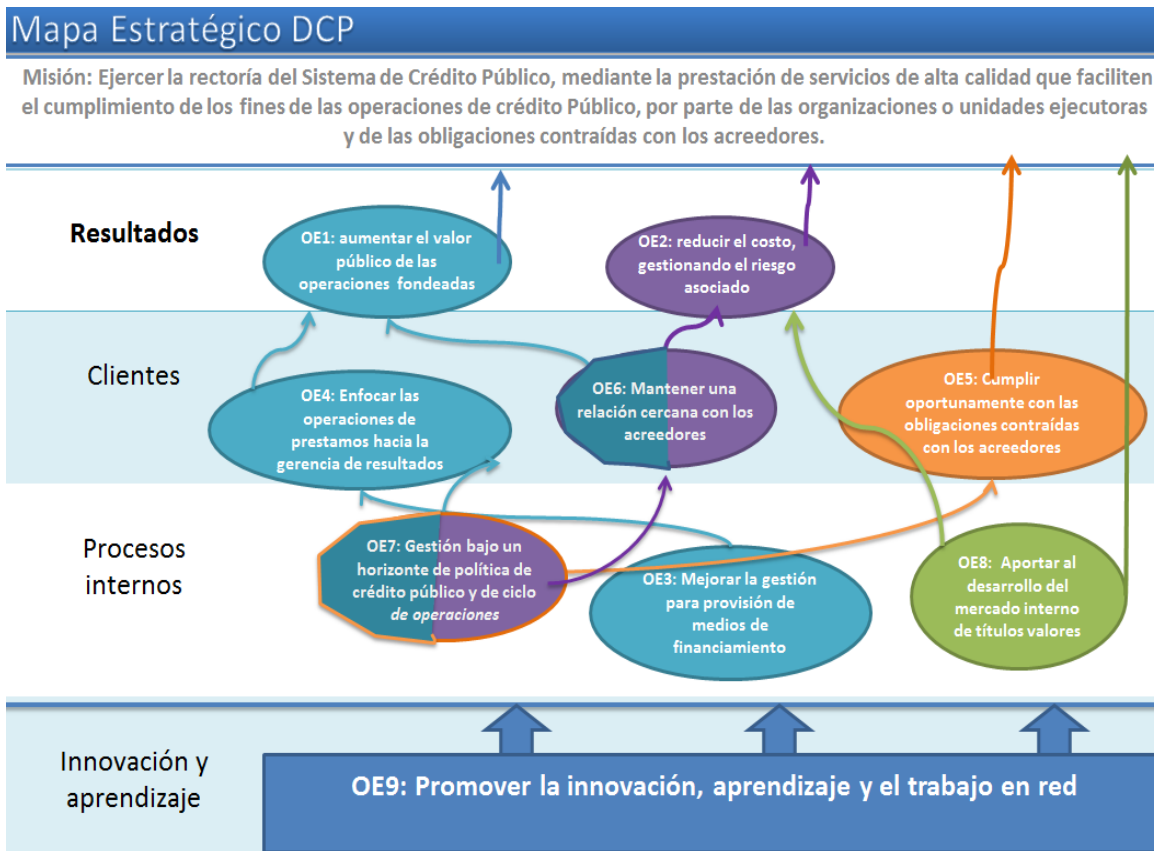 Mapa Estratégico DCP
Misión: Ejercer la rectoría del Sistema de Crédito Público, mediante la prestación de servicios de alta calidad que faciliten
el cumplimiento de los fines de las operaciones de crédito Público, por parte de las organizaciones o unidades ejecutoras
y de las obligaciones contraídas con los acreedores.
Resultados
OE1: aumentar el valor
público de las
operaciones fondeadas
OE2: reducir el costo,
gestionando el riesgo
asociado
Clientes
OE4: Enfocar las
operaciones de
prestamos hacia la
gerencia de resultados
OE6: Mantener una
relación cercana con los
acreedores
OE5: Cumplir
oportunamente con las
obligaciones contraídas
con los acreedores
Procesos
internos
OE7: Gestión bajo un
horizonte de política de
crédito público y de ciclo
de operaciones
OE3: Mejorar la gestión
para provisión de
medios de
financiamiento
OE8: Aportar al
desarrollo del
mercado interno
de títulos valores
Innovación y
aprendizaje
OE9: Promover la innovación, aprendizaje y el trabajo en red